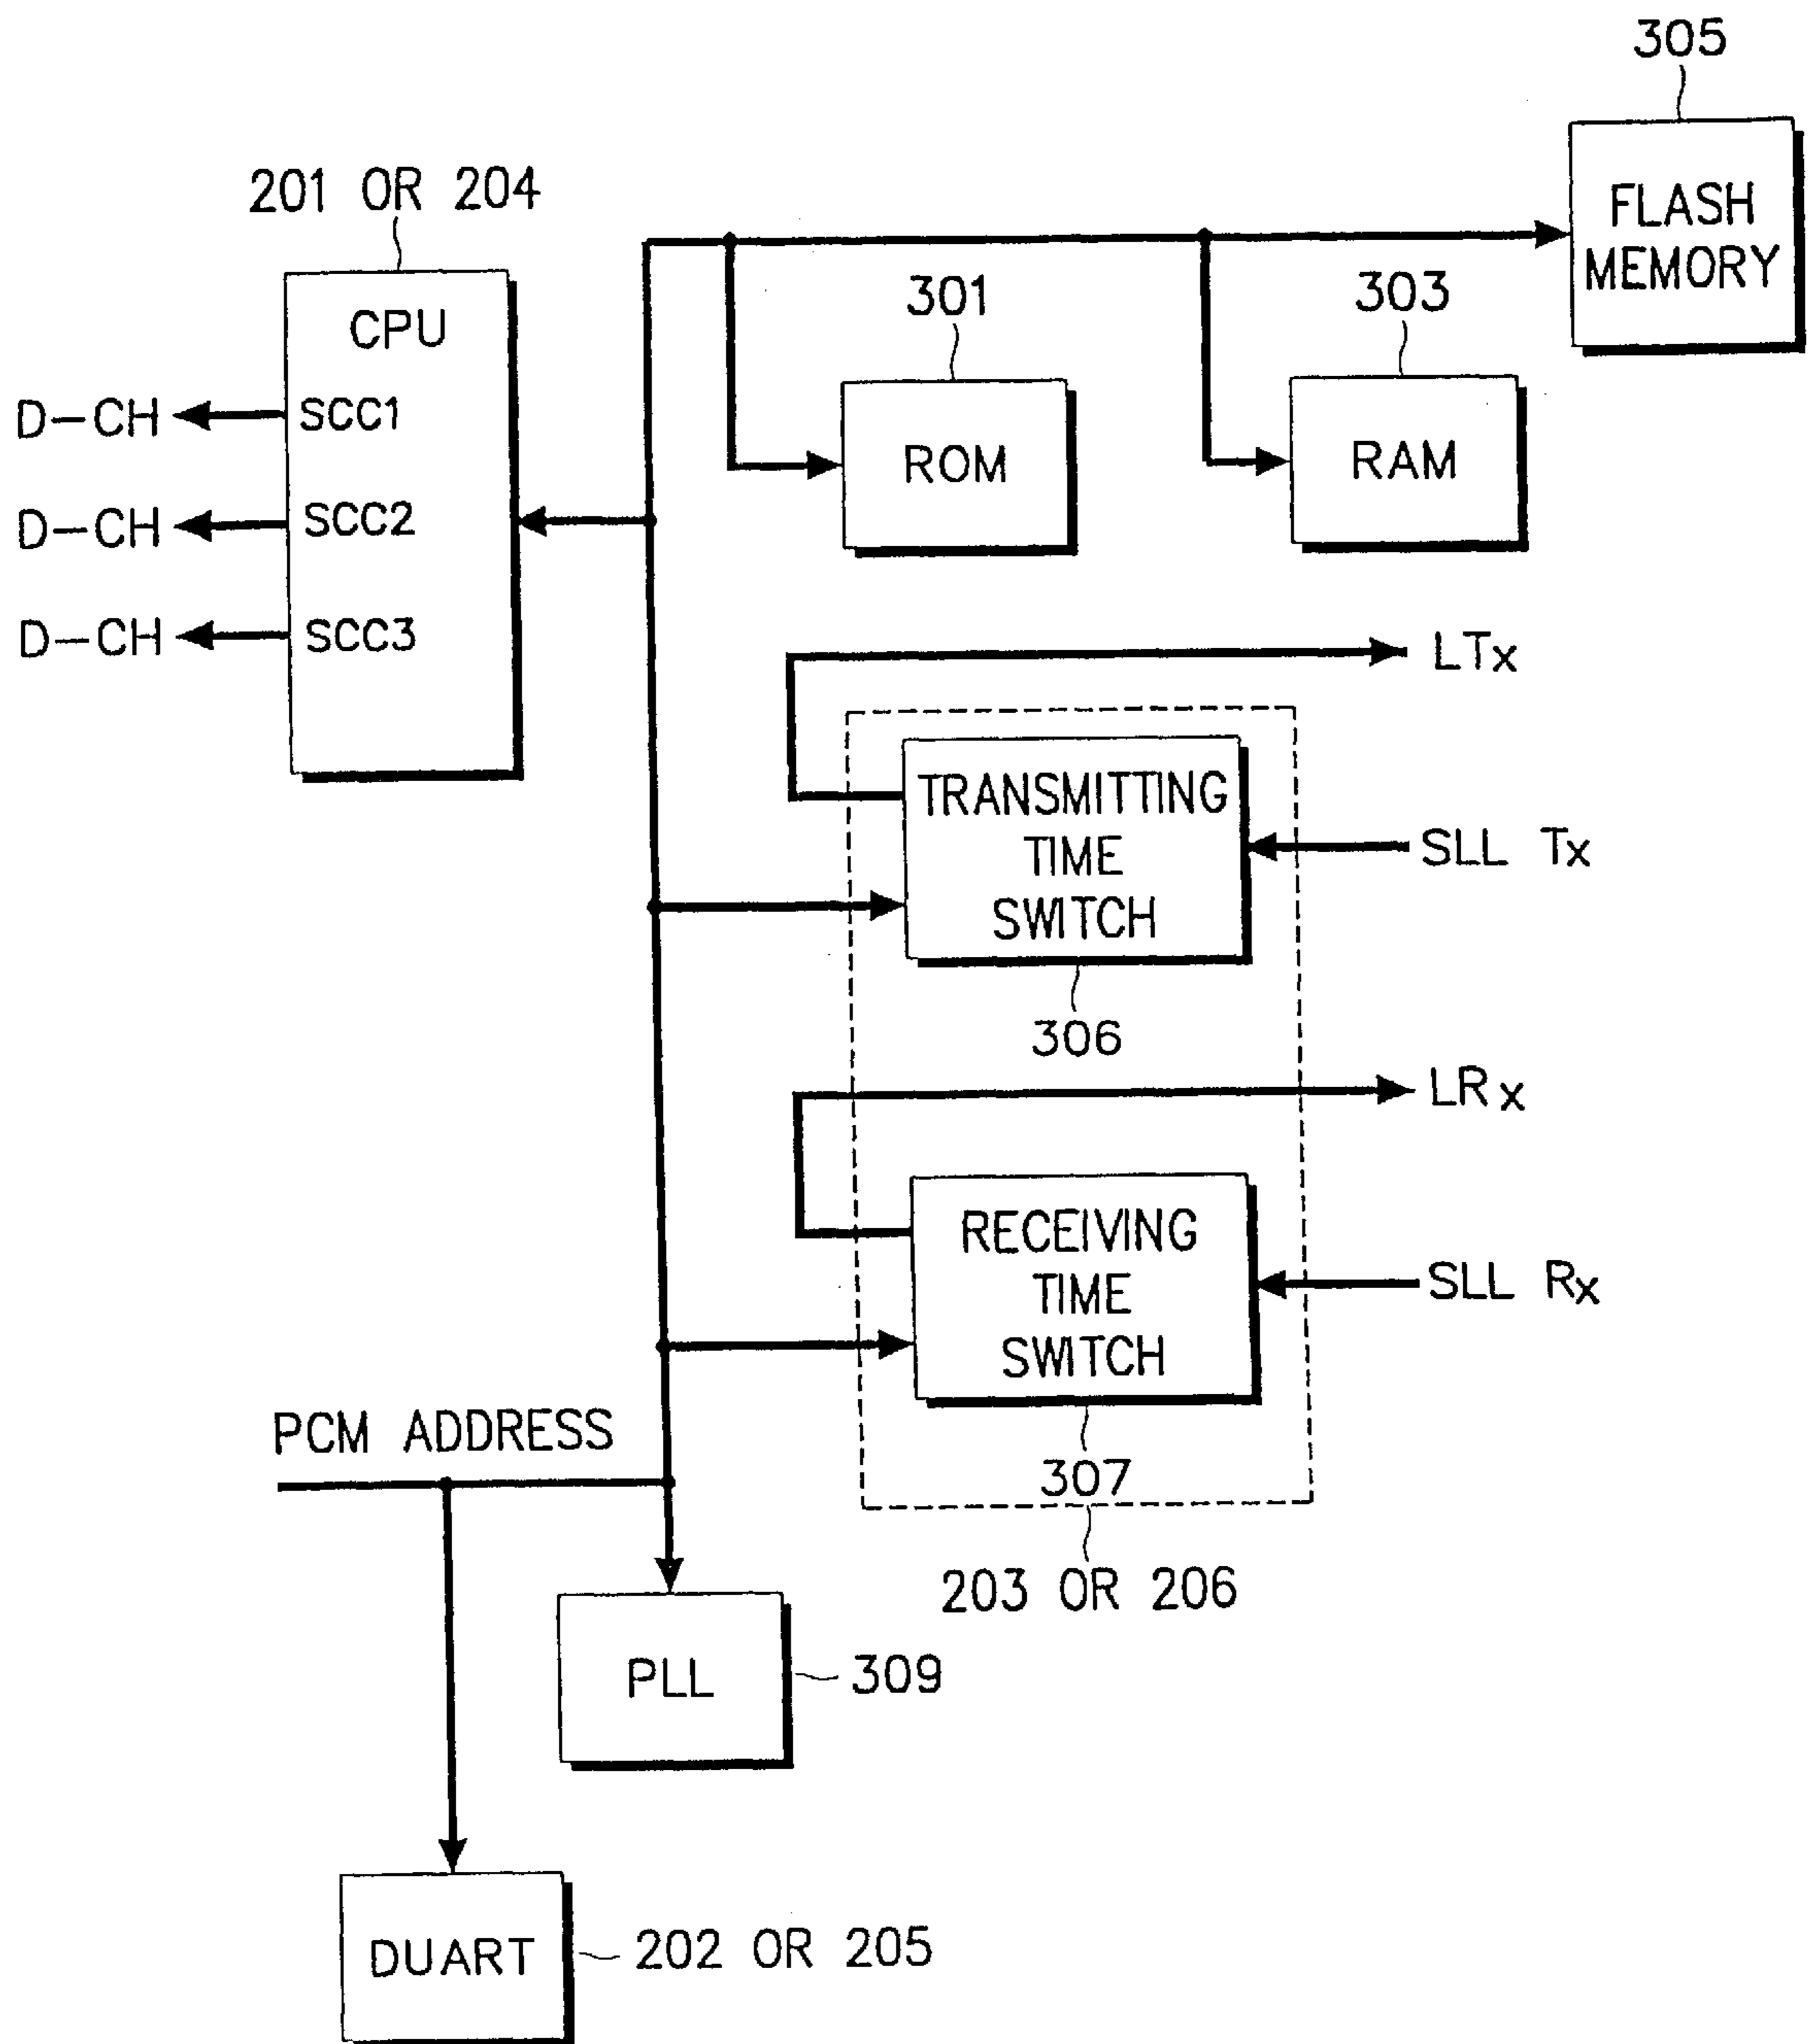 305
FLASH
MEMORY
201 OR 204
CPU
301
303
D-CH
SCC1
ROM
RAM
D-CH
SCC2
D-CH
SCC3
LTx
TRANSMITTING
TIME
SWITCH
SLL Tx
306
LRx
RECEIVING
TIME
SWITCH
SLL Rx
307
PCM ADDRESS
203 OR 206
PLL
309
DUART
202 OR 205